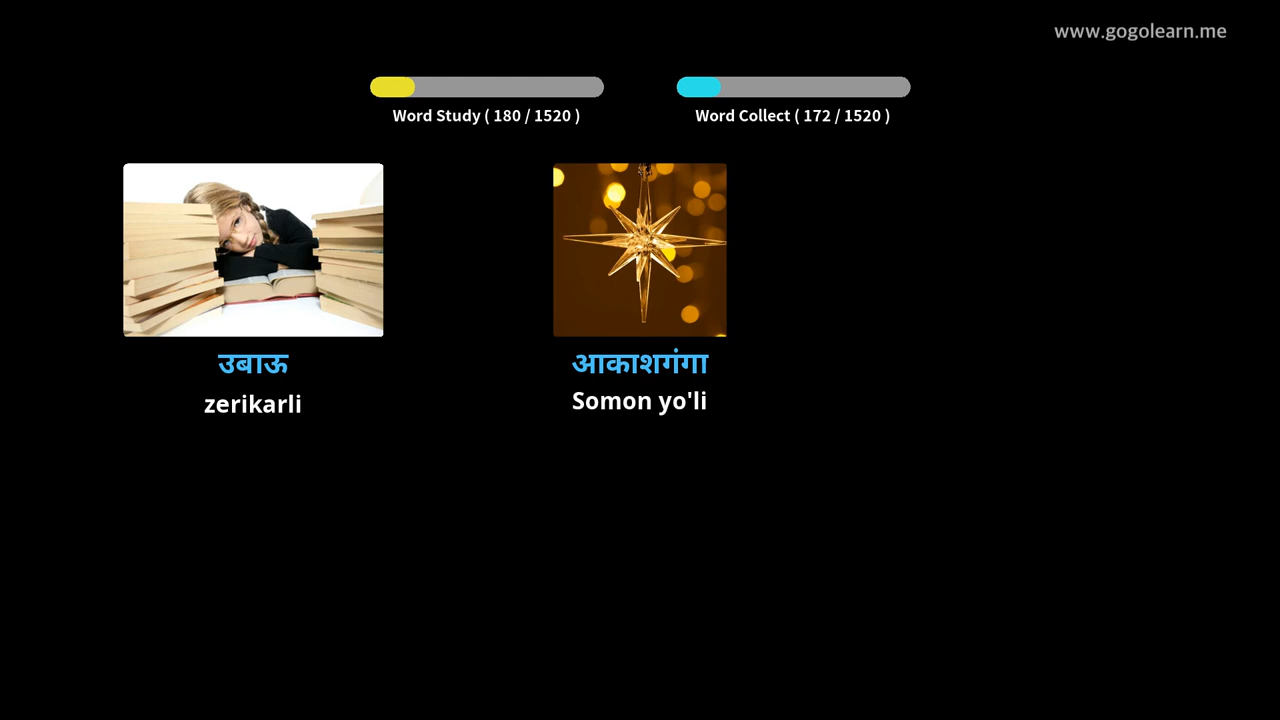 www.gogolearn.me
Word Study ( 180 / 1520 )
Word Collect ( 172 / 1520 )
उबाऊ
zerikarli
आकाशगंगा
Somon yo'li